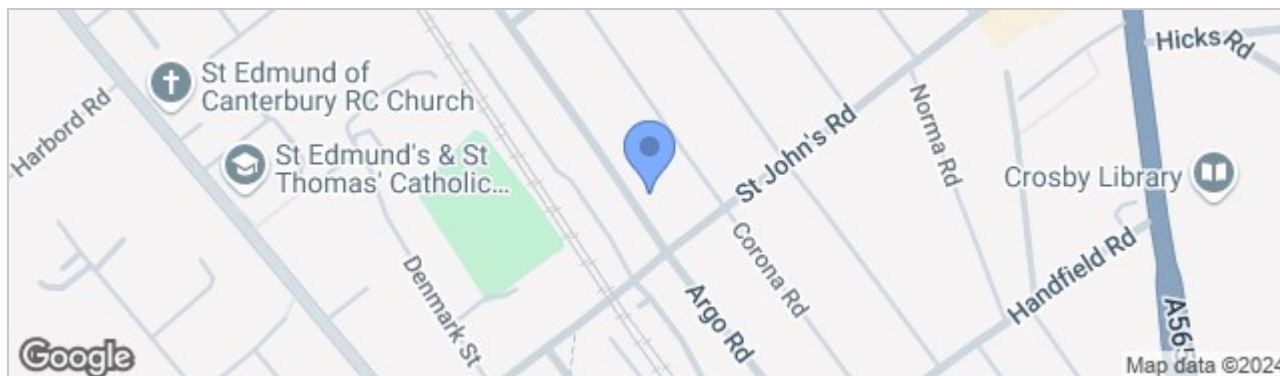 Hicks Rd
St Edmund of
Canterbury RC Church
Harbord Rd
St Edmund's & St
Thomas' Catholic...
Norma Rd
St John's Rd
Crosby Library
Corona Rd
Denmark St
Handfield Rd
Argo Rd
A565
Google
Map data ©2024